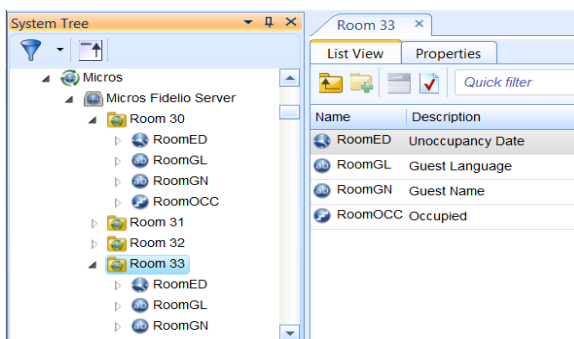 System Tree
Micros
Micros Fidelio Server
Room 30
RoomED
RoomGL
RoomGN
RoomOCC
Room 31
Room 32
Room 33
RoomED
RoomGL
RoomGN
Room 33
List View Properties
Quick filter
Name Description
RoomED Unoccupancy Date
RoomGL Guest Language
RoomGN Guest Name
RoomOCC Occupied